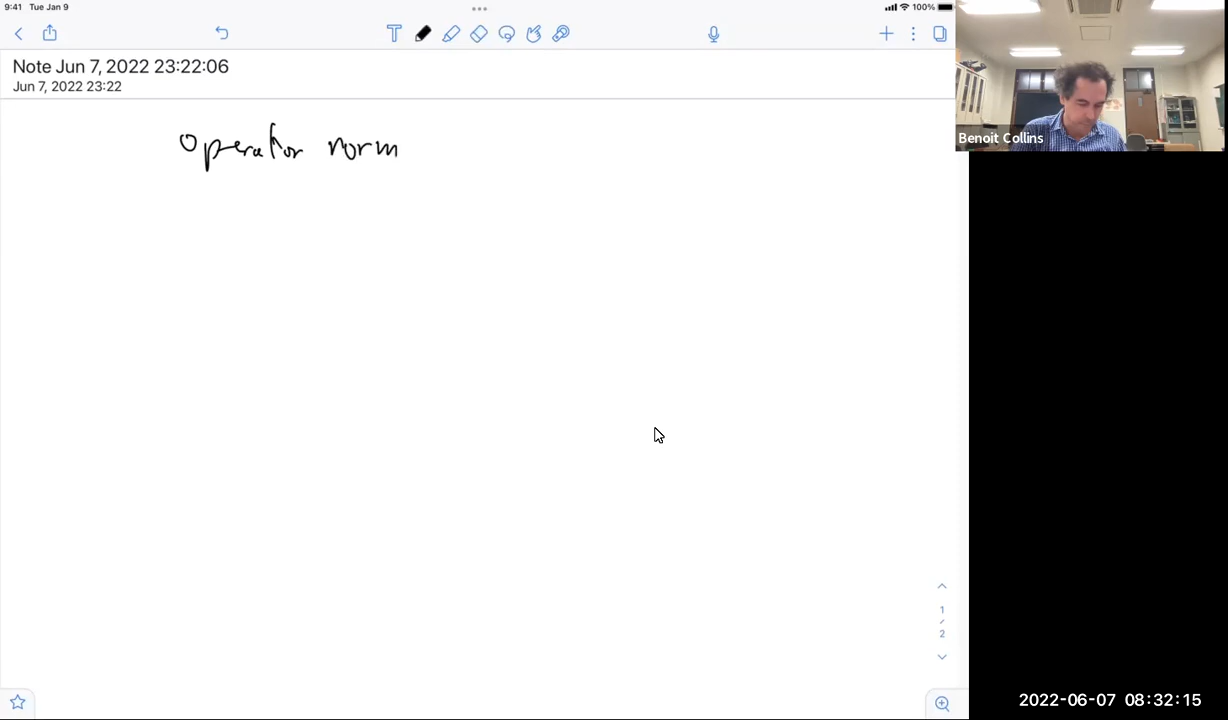 9:41 Tue Jan 9
100%
Note Jun 7, 2022 23:22:06
Jun 7, 2022 23:22
Operator norm
Benoit Collins
1
/
2
2022-06-07 08:32:15